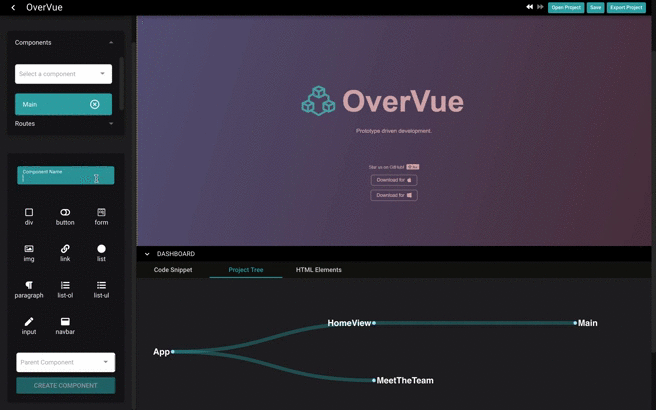 OverVue
Open Project
Save
Export Project
Components
Select a component
Main
Routes
Component Name
div
button
form
img
link
list
paragraph
list-ol
list-ul
input
navbar
Parent Component
CREATE COMPONENT
OverVue
Prototype driven development.
Star us on GitHub!
Download for
Download for
DASHBOARD
Code Snippet
Project Tree
HTML Elements
HomeView
Main
App
MeetTheTeam